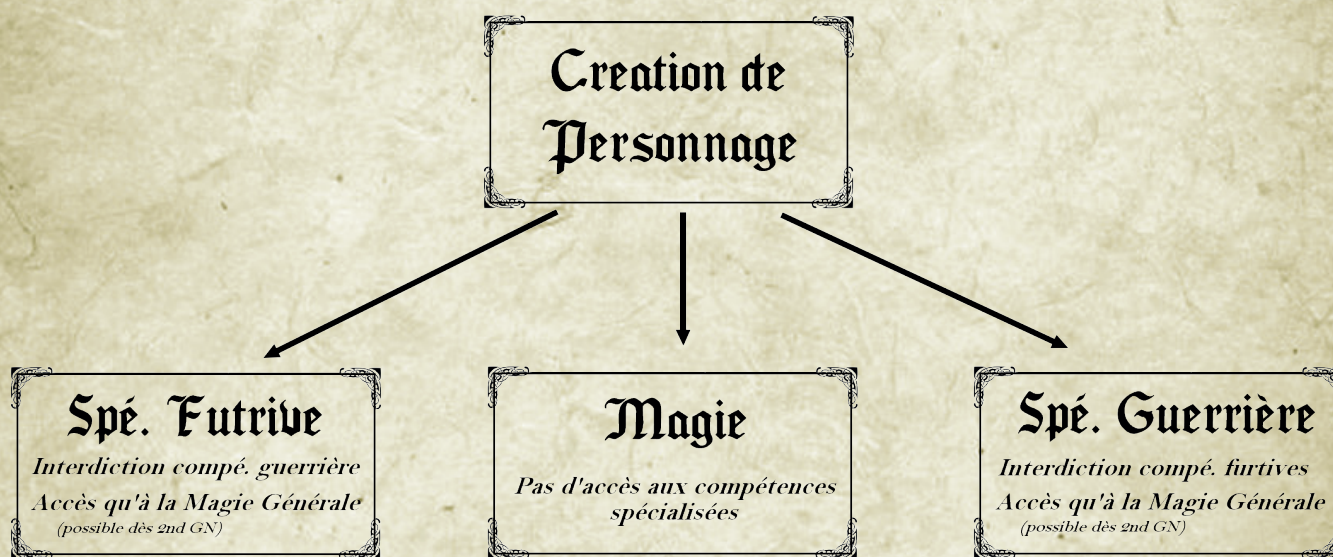 Creation de
Personnage
Spé. Futrive
Interdiction compé. guerrière
Accès qu'à la Magie Générale
(possible dès 2nd GN)
Magie
Pas d'accès aux compétences
spécialisées
Spé. Guerrière
Interdiction compé. furtives
Accès qu'à la Magie Générale
(possible dès 2nd GN)